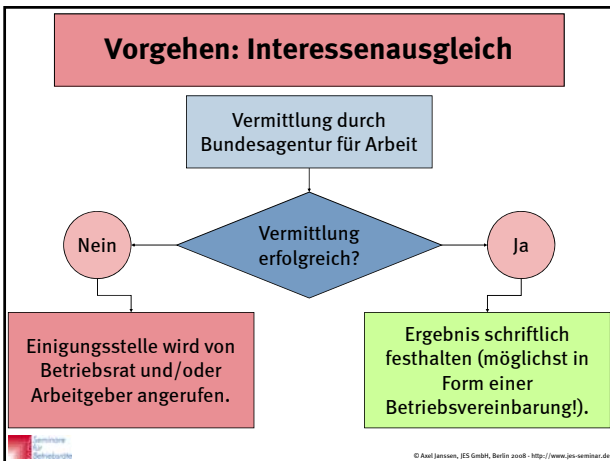 Vorgehen: Interessenausgleich
Vermittlung durch
Bundesagentur für Arbeit
Vermittlung
erfolgreich?
Nein
Ja
Einigungsstelle wird von
Betriebsrat und/oder
Arbeitgeber angerufen.
Ergebnis schriftlich
festhalten (möglichst in
Form einer
Betriebsvereinbarung!).
Seminare
für
Betriebsräte
© Axel Janssen, JES GmbH, Berlin 2008 - http://www.jes-seminar.de